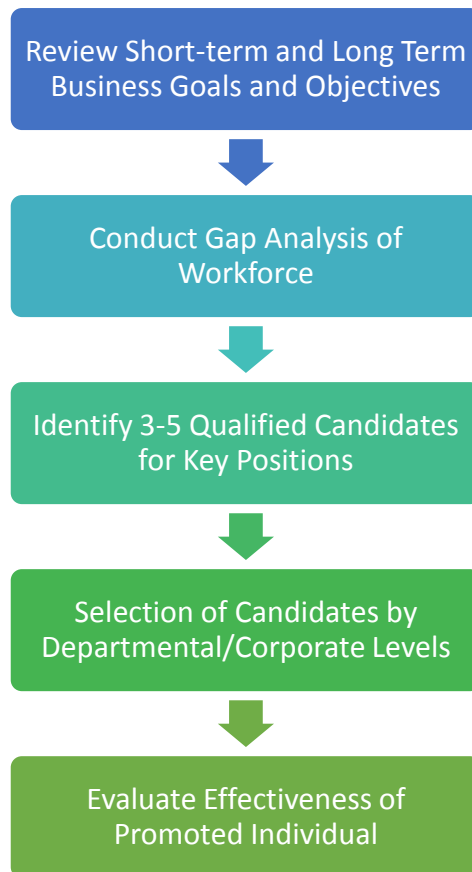 Review Short-term and Long Term
Business Goals and Objectives
Conduct Gap Analysis of
Workforce
Identify 3-5 Qualified Candidates
for Key Positions
Selection of Candidates by
Departmental/Corporate Levels
Evaluate Effectiveness of
Promoted Individual